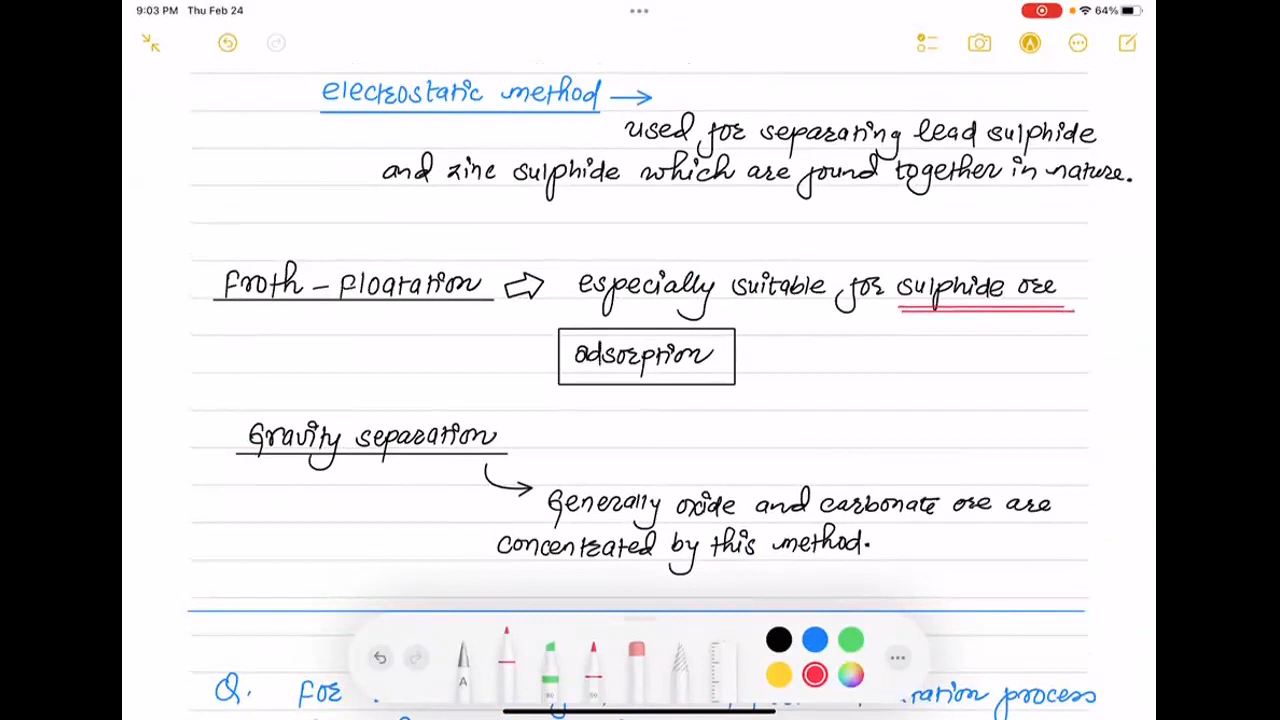 9:03 PM Thu Feb 24
64%
electrostatic method →
used for separating lead sulphide
and zinc sulphide which are found together in nature.
Froth - floatation ⇨ especially suitable for sulphide ore
adsorption
Gravity separation
Generally oxide and carbonate ore are
concentrated by this method.
Q. For
ration process